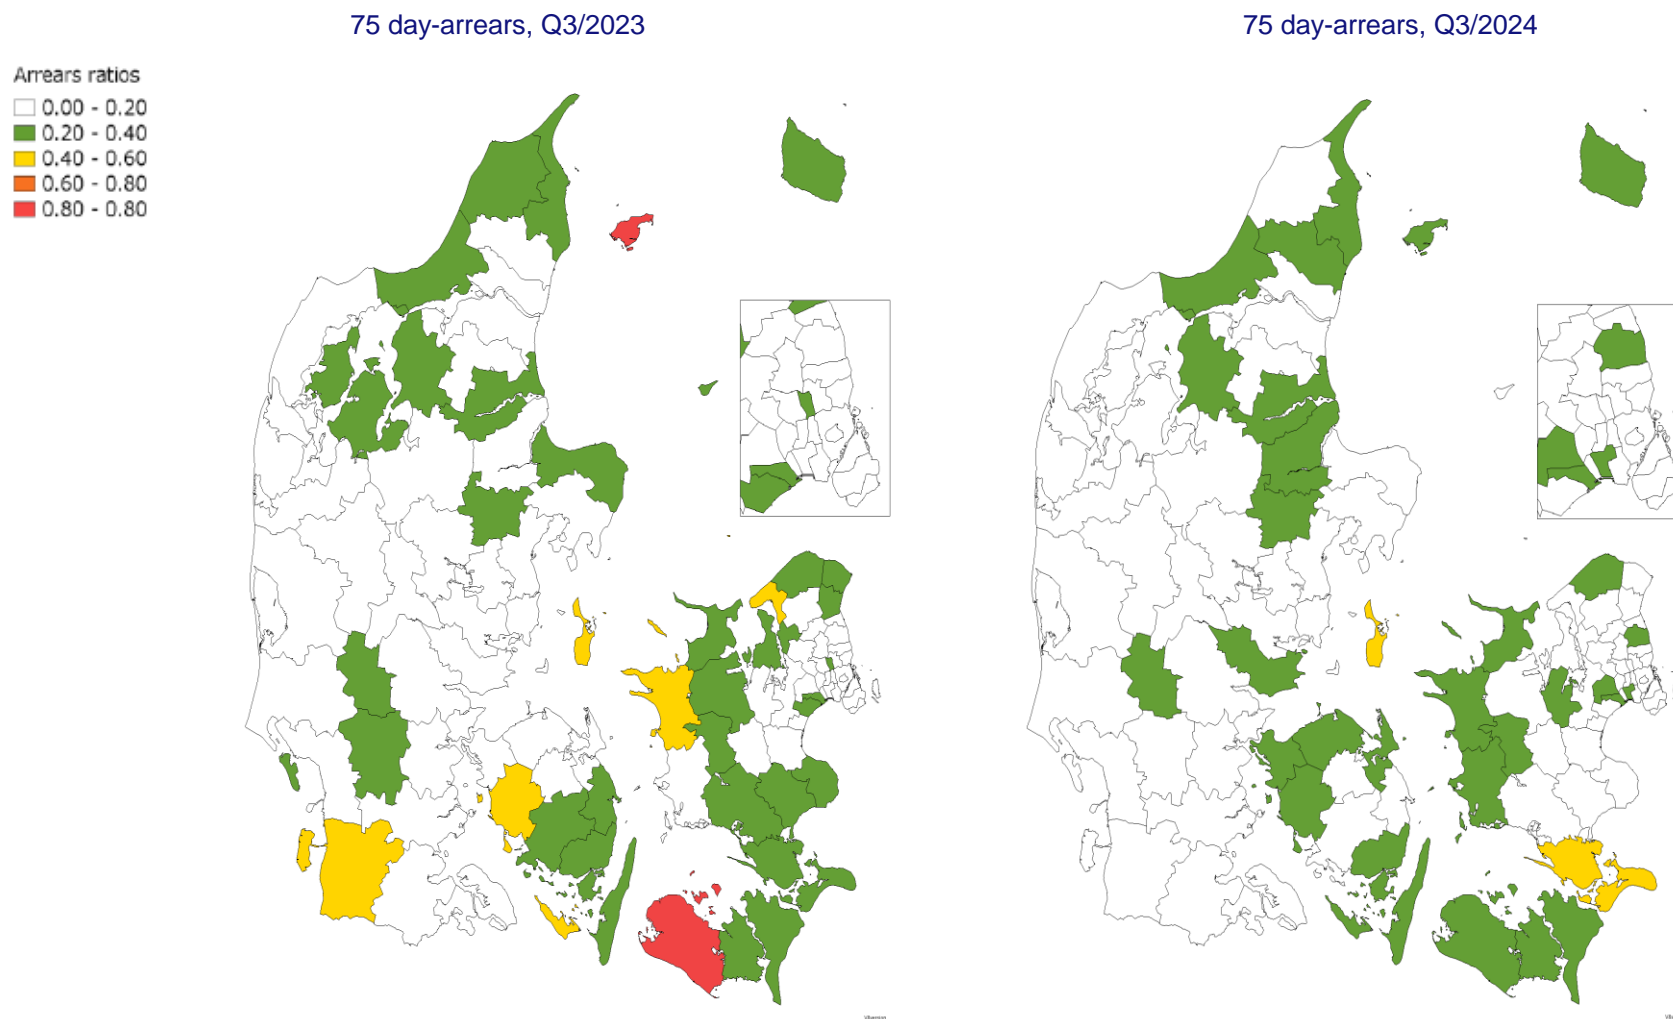 75 day-arrears, Q3/2023
75 day-arrears, Q3/2024
Arrears ratios
0.00 - 0.20
0.20 - 0.40
0.40 - 0.60
0.60 - 0.80
0.80 - 0.80